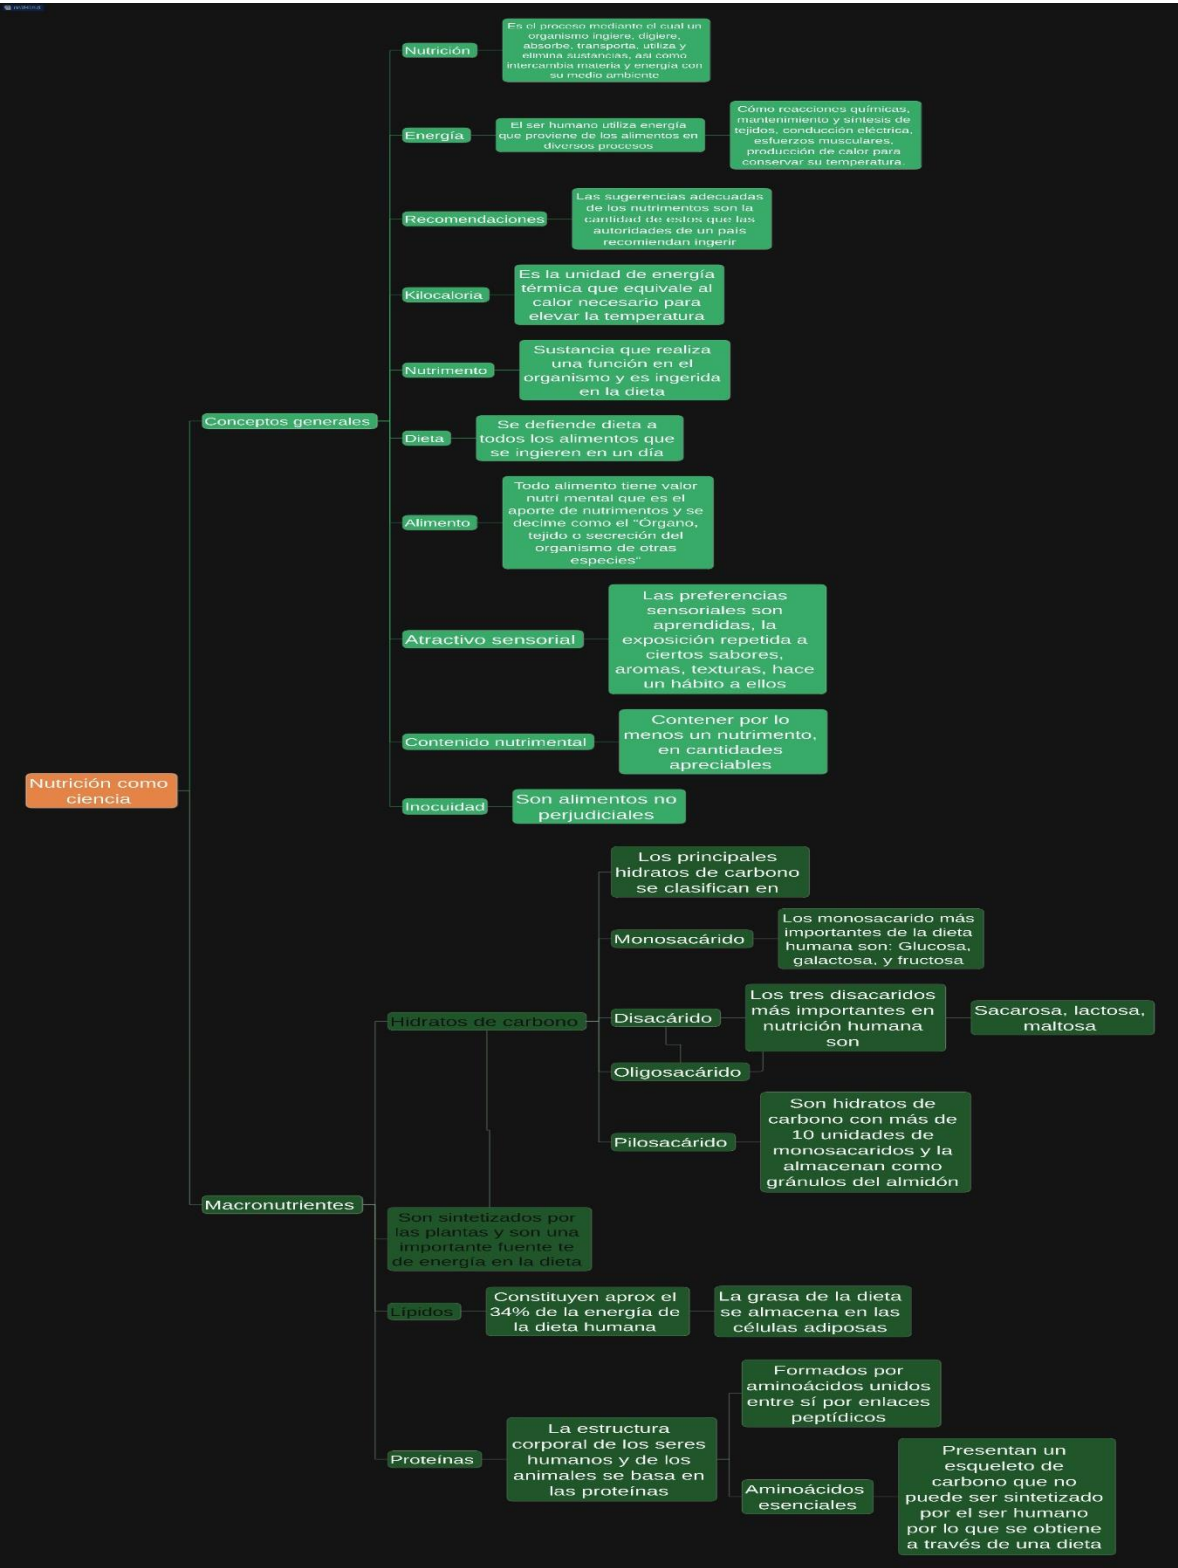 Nutrición
Es el proceso mediante el cual un
organismo ingiere, digiere,
absorbe, transporta, utiliza y
elimina sustancias, así como
intercambia materia y energía con
su medio ambiente
Energía
El ser humano utiliza energía
que proviene de los alimentos en
diversos procesos
Cómo reacciones químicas,
mantenimiento y síntesis de
tejidos, conducción eléctrica,
esfuerzos musculares,
producción de calor para
conservar su temperatura.
Recomendaciones
Las sugerencias adecuadas
de los nutrimentos son la
cantidad de estos que las
autoridades de un país
recomiendan ingerir
Kilocaloria
Es la unidad de energía
térmica que equivale al
calor necesario para
elevar la temperatura
Nutrimento
Sustancia que realiza
una función en el
organismo y es ingerida
en la dieta
Conceptos generales
Dieta
Se defiende dieta a
todos los alimentos que
se ingieren en un día
Alimento
Todo alimento tiene valor
nutrí mental que es el
aporte de nutrimentos y se
decime como el "Órgano,
tejido o secreción del
organismo de otras
especies"
Atractivo sensorial
Las preferencias
sensoriales son
aprendidas, la
exposición repetida a
ciertos sabores,
aromas, texturas, hace
un hábito a ellos
Contenido nutrimental
Contener por lo
menos un nutrimento,
en cantidades
apreciables
Nutrición como
ciencia
Inocuidad
Son alimentos no
perjudiciales
Los principales
hidratos de carbono
se clasifican en
Monosacárido
Los monosacarido más
importantes de la dieta
humana son: Glucosa,
galactosa, y fructosa
Hidratos de carbono
Disacárido
Los tres disacaridos
más importantes en
nutrición humana
son
Sacarosa, lactosa,
maltosa
Oligosacárido
Pilosacárido
Son hidratos de
carbono con más de
10 unidades de
monosacaridos y la
almacenan como
gránulos del almidón
Macronutrientes
Son sintetizados por
las plantas y son una
importante fuente te
de energía en la dieta
Lípidos
Constituyen aprox el
34% de la energía de
la dieta humana
La grasa de la dieta
se almacena en las
células adiposas
Proteínas
La estructura
corporal de los seres
humanos y de los
animales se basa en
las proteínas
Formados por
aminoácidos unidos
entre sí por enlaces
peptídicos
Aminoácidos
esenciales
Presentan un
esqueleto de
carbono que no
puede ser sintetizado
por el ser humano
por lo que se obtiene
a través de una dieta